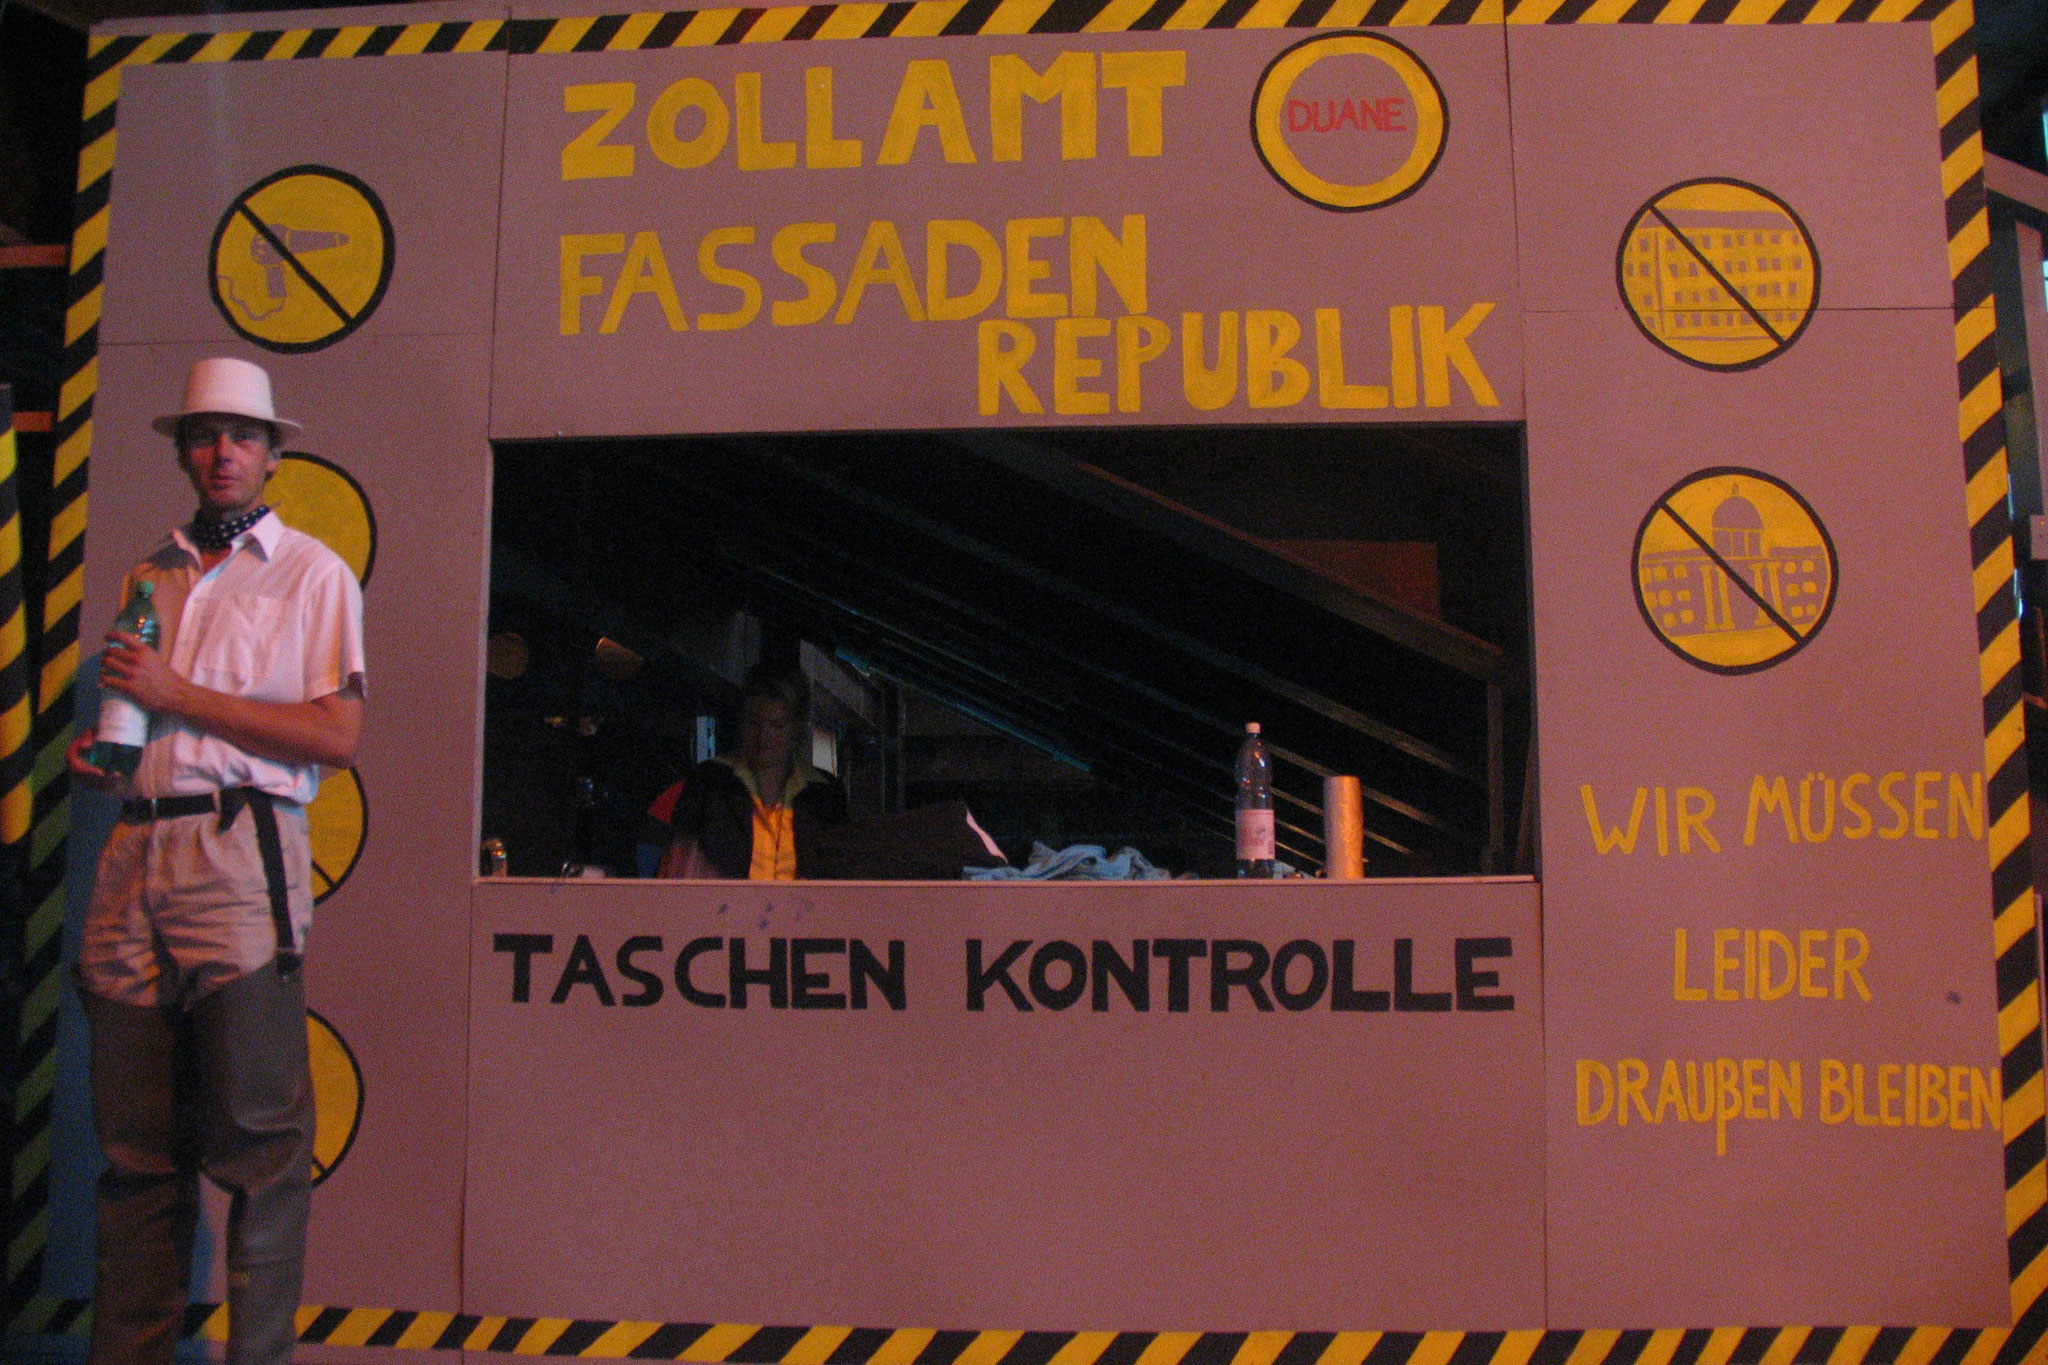 ZOLLAMT
DUANE
FASSADEN
REPUBLIK
TASCHEN KONTROLLE
WIR MÜSSEN
LEIDER
DRAUßEN BLEIBEN